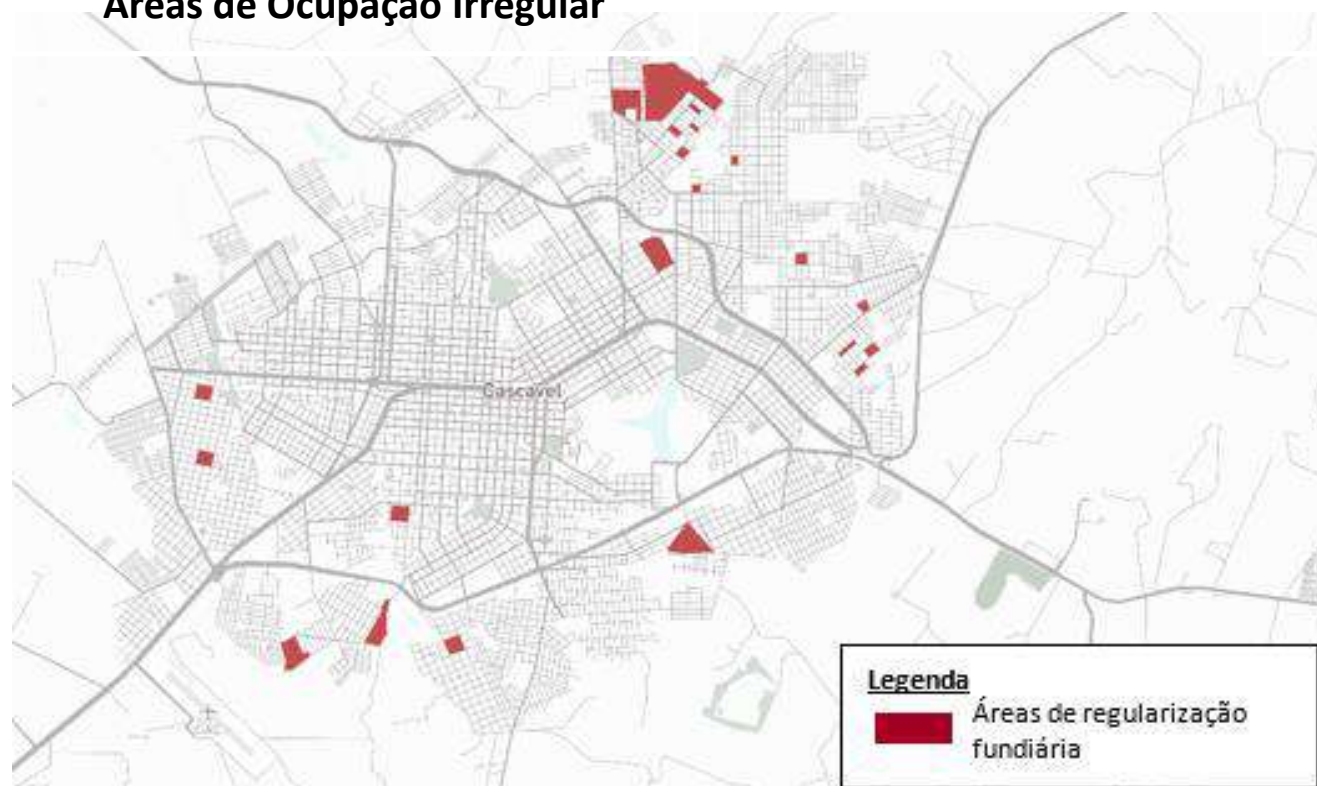 Áreas de Ocupação Irregular
Cascavel
Legenda
Áreas de regularização
fundiária